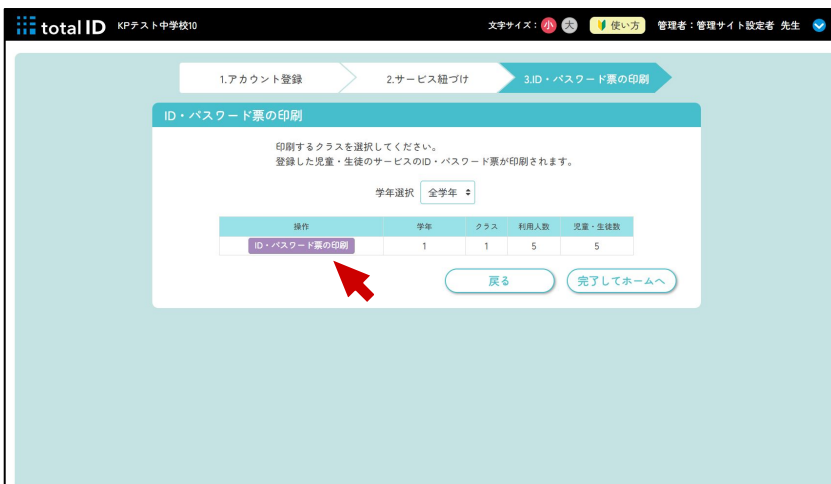 total ID KPテスト中学校10 文字サイズ：小 大 使い方 管理者：管理サイト設定者 先生
1.アカウント登録 2.サービス紐づけ 3.ID・パスワード票の印刷
ID・パスワード票の印刷
印刷するクラスを選択してください。
登録した児童・生徒のサービスのID・パスワード票が印刷されます。
学年選択 全学年
操作 学年 クラス 利用人数 児童・生徒数
ID・パスワード票の印刷 1 1 5 5
戻る 完了してホームへ